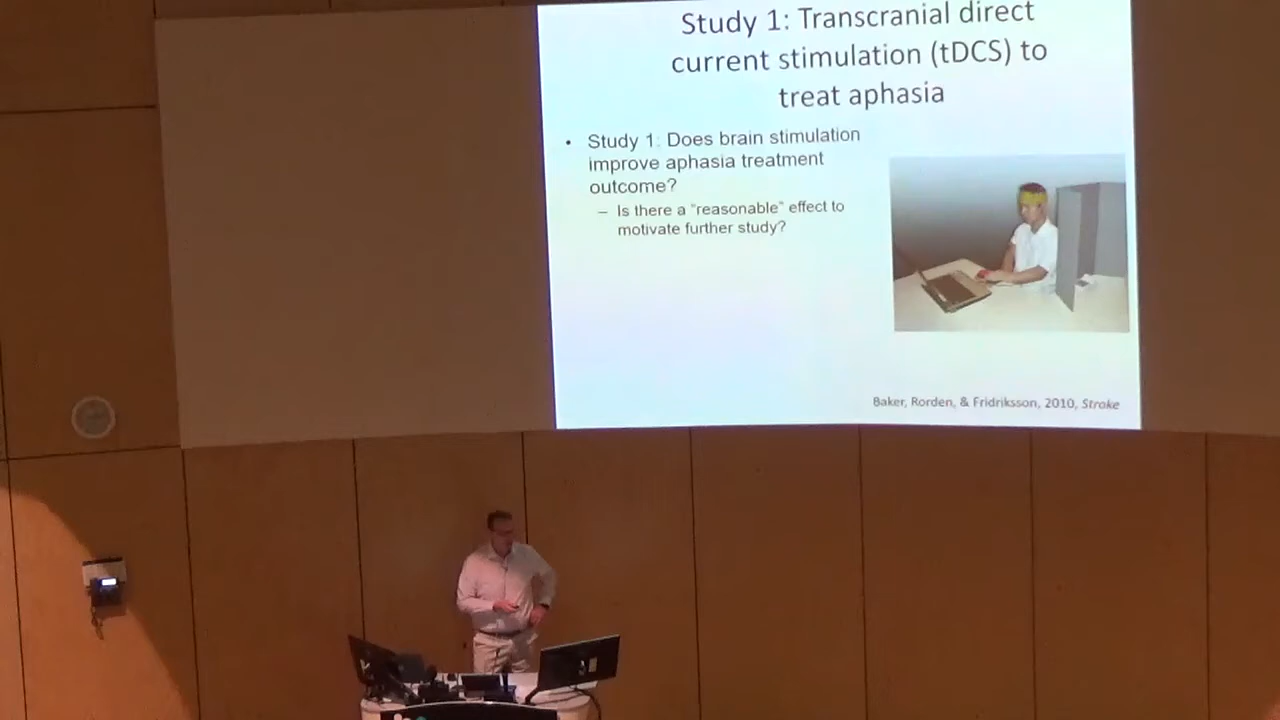 Study 1: Transcranial direct
current stimulation (tDCS) to
treat aphasia
• Study 1: Does brain stimulation
improve aphasia treatment
outcome?
– Is there a "reasonable" effect to
motivate further study?
Baker, Rorden, & Fridriksson, 2010, Stroke